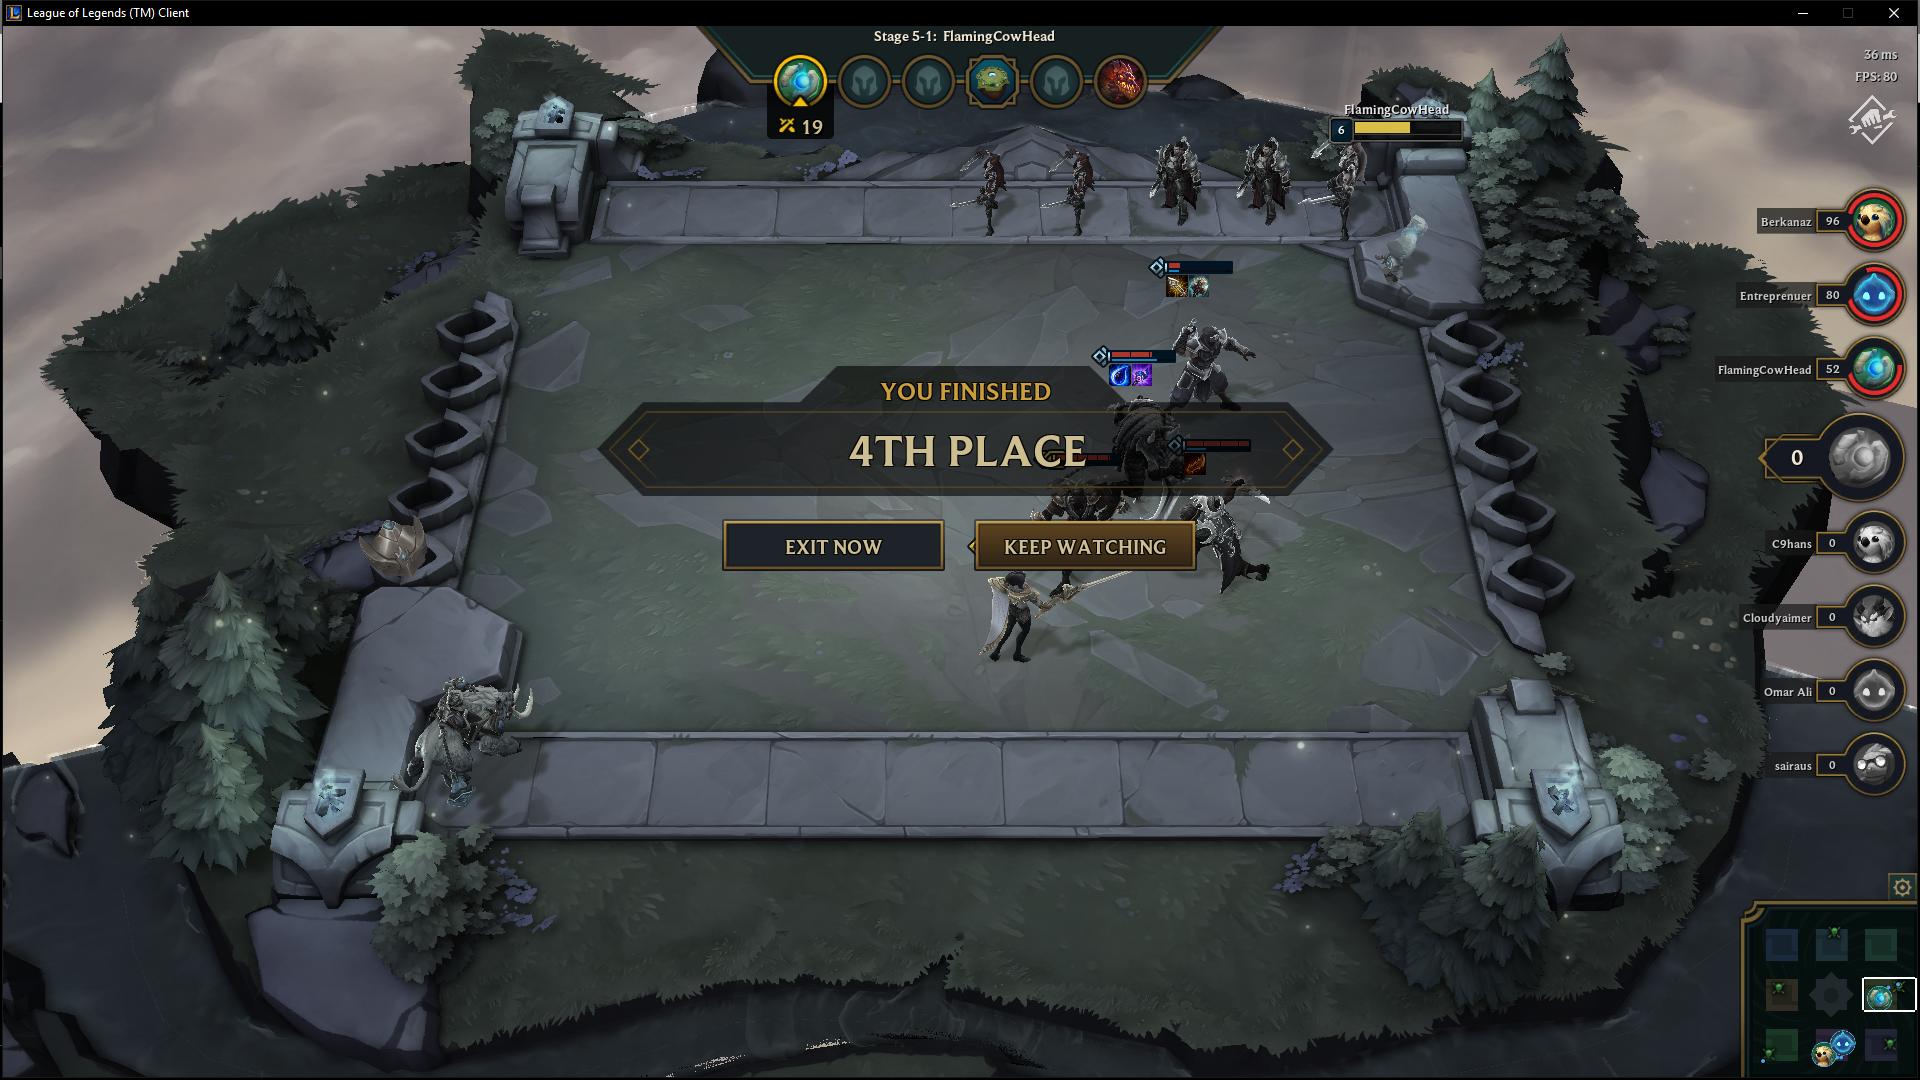 League of Legends (TM) Client
Stage 5-1: FlamingCowHead
36 ms
FPS: 80
19
FlamingCowHead
6
Berkanaz 96
Entreprenuer 80
FlamingCowHead 52
YOU FINISHED
4TH PLACE
0
EXIT NOW
KEEP WATCHING
C9hans 0
Cloudyaimer 0
Omar Ali 0
sairaus 0